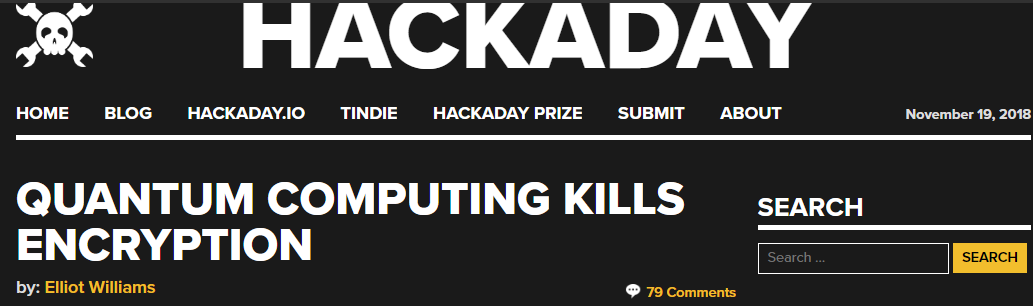 HACKADAY
HOME BLOG HACKADAY.IO TINDIE HACKADAY PRIZE SUBMIT ABOUT November 19, 2018
QUANTUM COMPUTING KILLS
ENCRYPTION
by: Elliot Williams
79 Comments
SEARCH
Search ...
SEARCH